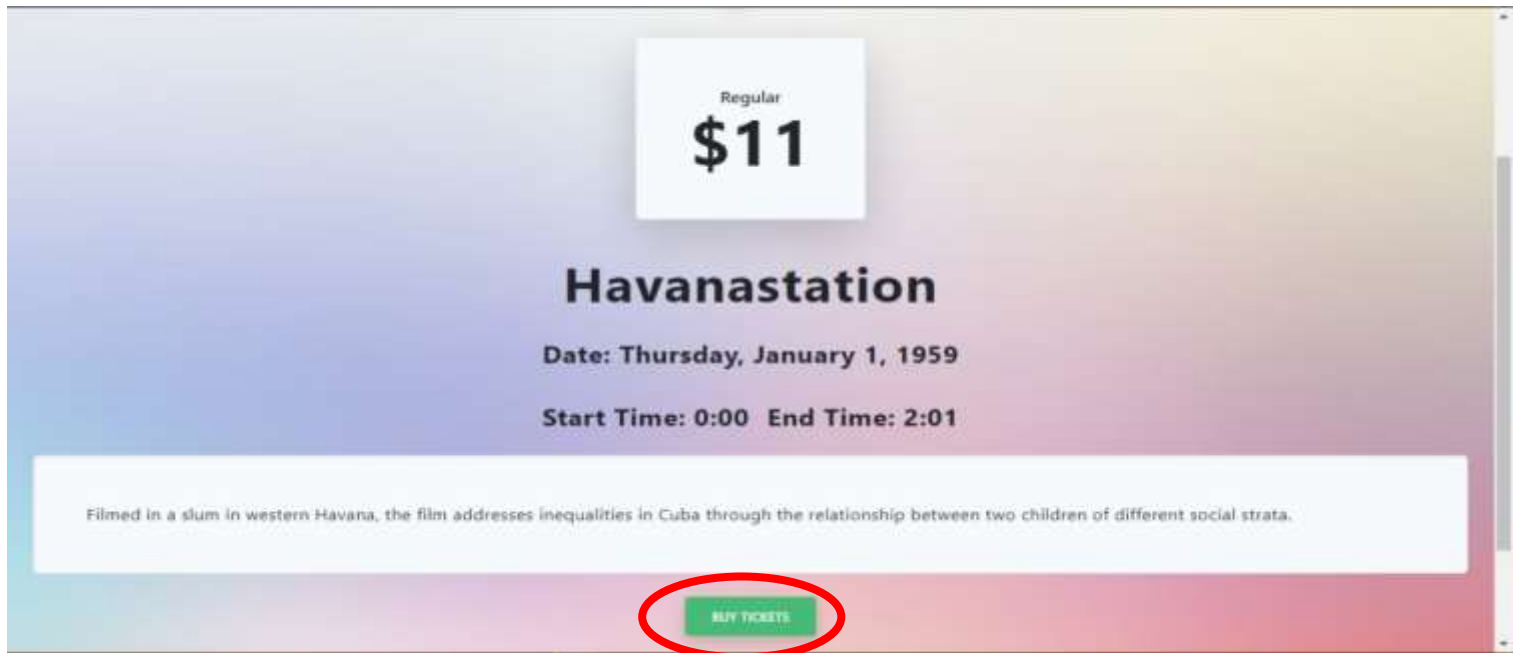 Regular
$11
Havanastation
Date: Thursday, January 1, 1959
Start Time: 0:00 End Time: 2:01
Filmed in a slum in western Havana, the film addresses inequalities in Cuba through the relationship between two children of different social strata.
BUY TICKETS